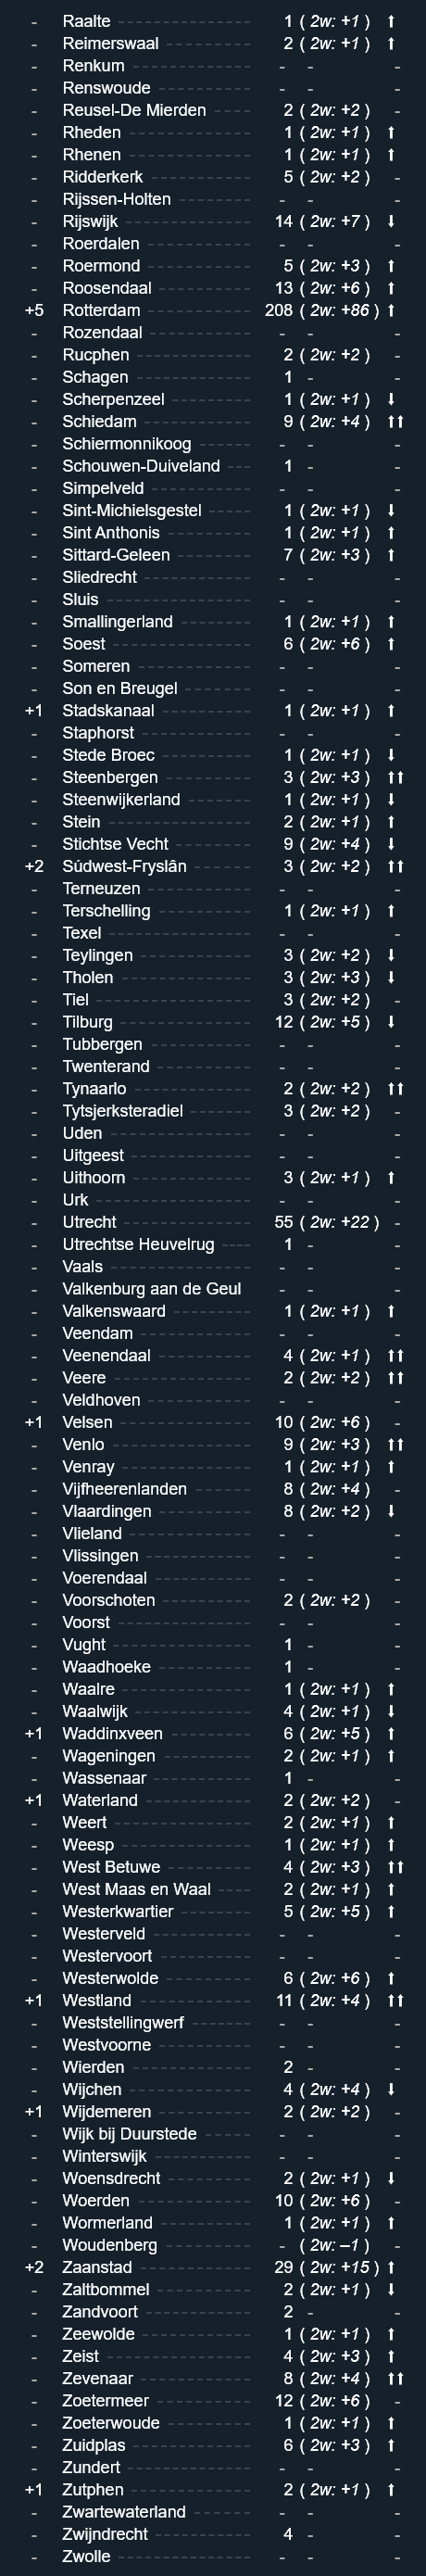 - Raalte 1 ( 2w: +1 ) ⬆
- Reimerswaal 2 ( 2w: +1 ) ⬆
- Renkum - - -
- Renswoude - - -
- Reusel-De Mierden 2 ( 2w: +2 ) -
- Rheden 1 ( 2w: +1 ) ⬆
- Rhenen 1 ( 2w: +1 ) ⬆
- Ridderkerk 5 ( 2w: +2 ) -
- Rijssen-Holten - - -
- Rijswijk 14 ( 2w: +7 ) ⬇
- Roerdalen - - -
- Roermond 5 ( 2w: +3 ) ⬆
- Roosendaal 13 ( 2w: +6 ) ⬆
+5 Rotterdam 208 ( 2w: +86 ) ⬆
- Rozendaal - - -
- Rucphen 2 ( 2w: +2 ) -
- Schagen 1 - -
- Scherpenzeel 1 ( 2w: +1 ) ⬇
- Schiedam 9 ( 2w: +4 ) ⬆⬆
- Schiermonnikoog - - -
- Schouwen-Duiveland 1 - -
- Simpelveld - - -
- Sint-Michielsgestel 1 ( 2w: +1 ) ⬇
- Sint Anthonis 1 ( 2w: +1 ) ⬆
- Sittard-Geleen 7 ( 2w: +3 ) ⬆
- Sliedrecht - - -
- Sluis - - -
- Smallingerland 1 ( 2w: +1 ) ⬆
- Soest 6 ( 2w: +6 ) ⬆
- Someren - - -
- Son en Breugel - - -
+1 Stadskanaal 1 ( 2w: +1 ) ⬆
- Staphorst - - -
- Stede Broec 1 ( 2w: +1 ) ⬇
- Steenbergen 3 ( 2w: +3 ) ⬆⬆
- Steenwijkerland 1 ( 2w: +1 ) ⬇
- Stein 2 ( 2w: +1 ) ⬆
- Stichtse Vecht 9 ( 2w: +4 ) ⬇
+2 Súdwest-Fryslân 3 ( 2w: +2 ) ⬆⬆
- Terneuzen - - -
- Terschelling 1 ( 2w: +1 ) ⬆
- Texel - - -
- Teylingen 3 ( 2w: +2 ) ⬇
- Tholen 3 ( 2w: +3 ) ⬇
- Tiel 3 ( 2w: +2 ) -
- Tilburg 12 ( 2w: +5 ) ⬇
- Tubbergen - - -
- Twenterand - - -
- Tynaarlo 2 ( 2w: +2 ) ⬆⬆
- Tytsjerksteradiel 3 ( 2w: +2 ) -
- Uden - - -
- Uitgeest - - -
- Uithoorn 3 ( 2w: +1 ) ⬆
- Urk - - -
- Utrecht 55 ( 2w: +22 ) -
- Utrechtse Heuvelrug 1 - -
- Vaals - - -
- Valkenburg aan de Geul - - -
- Valkenswaard 1 ( 2w: +1 ) ⬆
- Veendam - - -
- Veenendaal 4 ( 2w: +1 ) ⬆⬆
- Veere 2 ( 2w: +2 ) ⬆⬆
- Veldhoven - - -
+1 Velsen 10 ( 2w: +6 ) -
- Venlo 9 ( 2w: +3 ) ⬆⬆
- Venray 1 ( 2w: +1 ) ⬆
- Vijfheerenlanden 8 ( 2w: +4 ) -
- Vlaardingen 8 ( 2w: +2 ) ⬇
- Vlieland - - -
- Vlissingen - - -
- Voerendaal - - -
- Voorschoten 2 ( 2w: +2 ) -
- Voorst - - -
- Vught 1 - -
- Waadhoeke 1 - -
- Waalre 1 ( 2w: +1 ) ⬆
- Waalwijk 4 ( 2w: +1 ) ⬇
+1 Waddinxveen 6 ( 2w: +5 ) ⬆
- Wageningen 2 ( 2w: +1 ) ⬆
- Wassenaar 1 - -
+1 Waterland 2 ( 2w: +2 ) -
- Weert 2 ( 2w: +1 ) ⬆
- Weesp 1 ( 2w: +1 ) ⬆
- West Betuwe 4 ( 2w: +3 ) ⬆⬆
- West Maas en Waal 2 ( 2w: +1 ) ⬆
- Westerkwartier 5 ( 2w: +5 ) ⬆
- Westerveld - - -
- Westervoort - - -
- Westerwolde 6 ( 2w: +6 ) ⬆
+1 Westland 11 ( 2w: +4 ) ⬆⬆
- Weststellingwerf - - -
- Westvoorne - - -
- Wierden 2 - -
- Wijchen 4 ( 2w: +4 ) ⬇
+1 Wijdemeren 2 ( 2w: +2 ) -
- Wijk bij Duurstede - - -
- Winterswijk - - -
- Woensdrecht 2 ( 2w: +1 ) ⬇
- Woerden 10 ( 2w: +6 ) -
- Wormerland 1 ( 2w: +1 ) ⬆
- Woudenberg - ( 2w: –1 ) -
+2 Zaanstad 29 ( 2w: +15 ) ⬆
- Zaltbommel 2 ( 2w: +1 ) ⬇
- Zandvoort 2 - -
- Zeewolde 1 ( 2w: +1 ) ⬆
- Zeist 4 ( 2w: +3 ) ⬆
- Zevenaar 8 ( 2w: +4 ) ⬆⬆
- Zoetermeer 12 ( 2w: +6 ) -
- Zoeterwoude 1 ( 2w: +1 ) ⬆
- Zuidplas 6 ( 2w: +3 ) ⬆
- Zundert - - -
+1 Zutphen 2 ( 2w: +1 ) ⬆
- Zwartewaterland - - -
- Zwijndrecht 4 - -
- Zwolle - - -